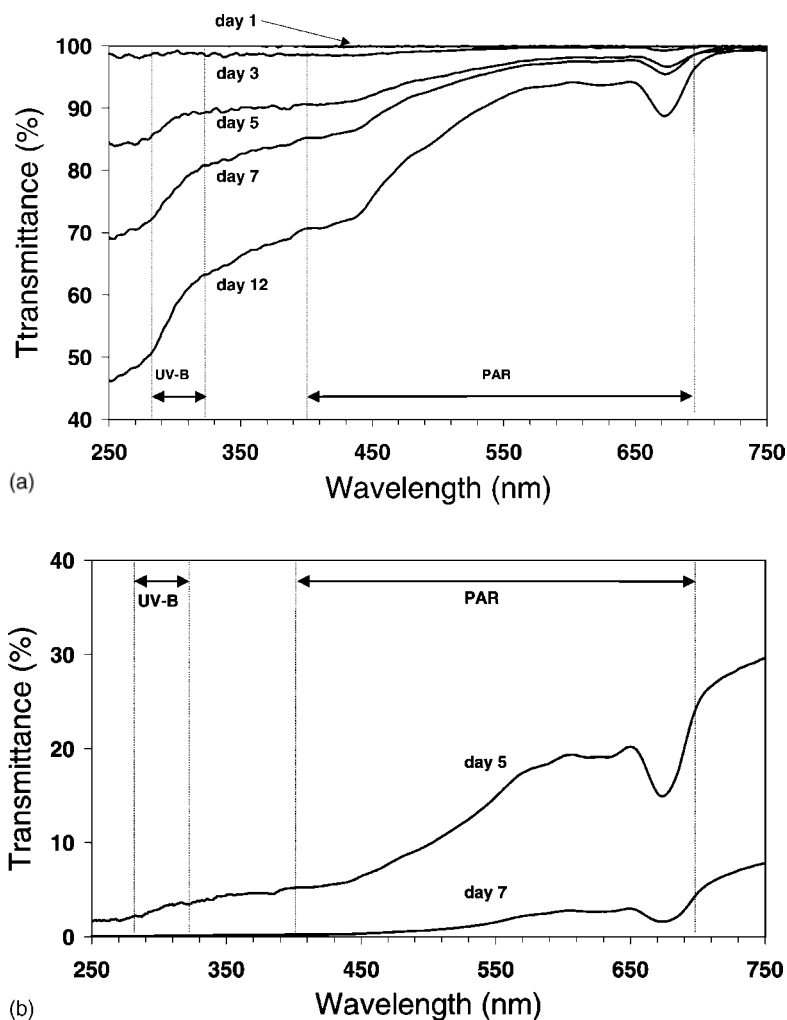 day 1
100
90
80
70
60
50
40
Ttransmittance (%)
day 3
day 5
day 7
day 12
UV-B
PAR
250 350 450 550 650 750
Wavelength (nm)
(a)
40
30
20
10
0
Transmittance (%)
UV-B
PAR
day 5
day 7
250 350 450 550 650 750
Wavelength (nm)
(b)